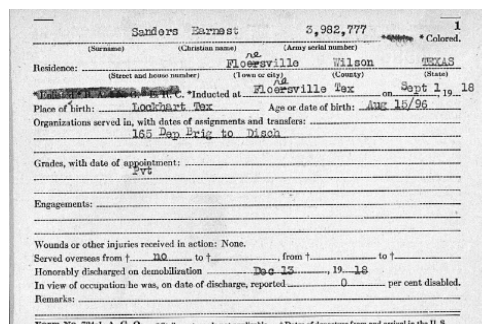 1
Sanders Earnest 3,982,777 * Colored.
(Surname) (Christian name) (Army serial number)
ne
Residence: Floersville Wilson TEXAS
(Street and house number) (Town or city) (County) (State)
ne
*Inducted at Floersville Tex on Sept 1, 19 18
Place of birth: Lockhart Tex Age or date of birth: Aug 15/96
Organizations served in, with dates of assignments and transfers:
165 Dep Brig to Disch
Grades, with date of appointment:
Pvt
Engagements:
Wounds or other injuries received in action: None.
Served overseas from † no to †, from † to †
Honorably discharged on demobilization Dec 13, 19 18
In view of occupation he was, on date of discharge, reported 0 per cent disabled.
Remarks: